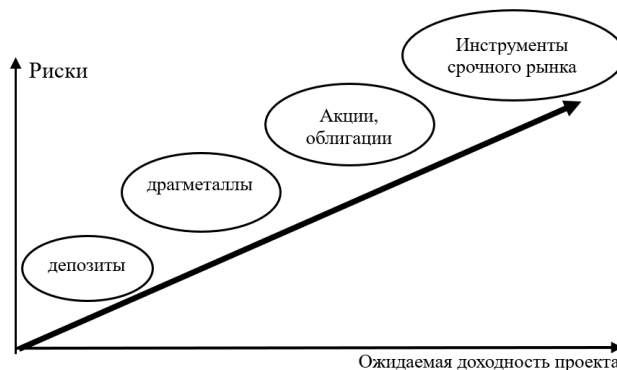 Инструменты
срочного рынка
Риски
Акции,
облигации
драгметаллы
депозиты
Ожидаемая доходность проекта